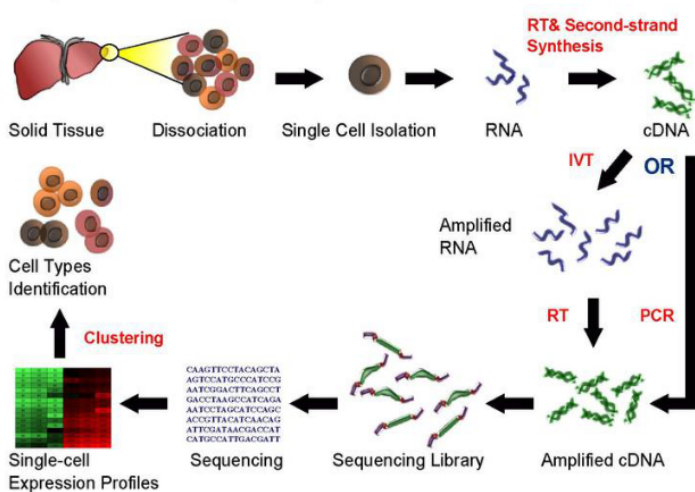 RT& Second-strand
Synthesis
Solid Tissue
Dissociation
Single Cell Isolation
RNA
cDNA
IVT
OR
Amplified
RNA
Cell Types
Identification
Clustering
RT
PCR
CAAGTTCCTACAGCTA
AGTCCATGCCCATCCG
AATCGGACTTCAGCCT
GACCTAAGCCATCAGA
AATCCTAGCATCCAGC
ACCGTTACATCAACAG
ATTCGATAACGACCAT
CATGCCATTGACGATT
Single-cell
Expression Profiles
Sequencing
Sequencing Library
Amplified cDNA